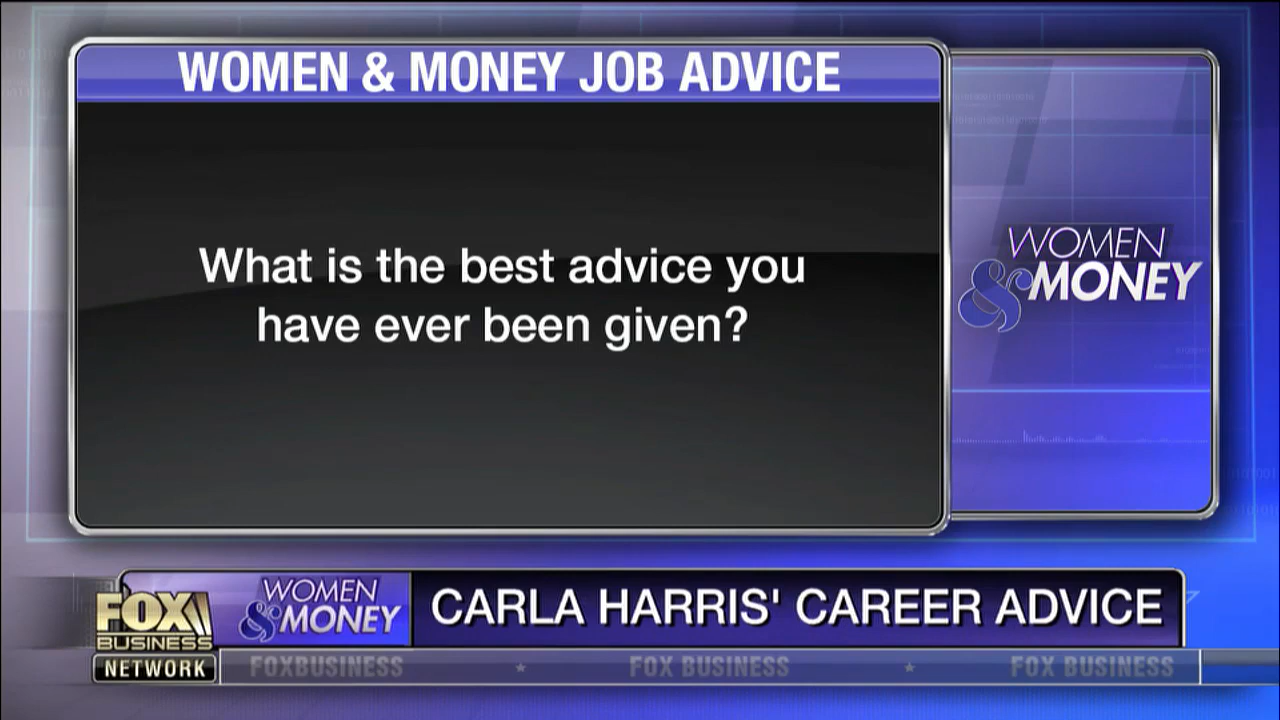 WOMEN & MONEY JOB ADVICE
What is the best advice you
have ever been given?
WOMEN
&MONEY
WOMEN
&MONEY
CARLA HARRIS' CAREER ADVICE
FOX
BUSINESS
NETWORK
FOXBUSINESS
FOX BUSINESS
FOX BUSINESS